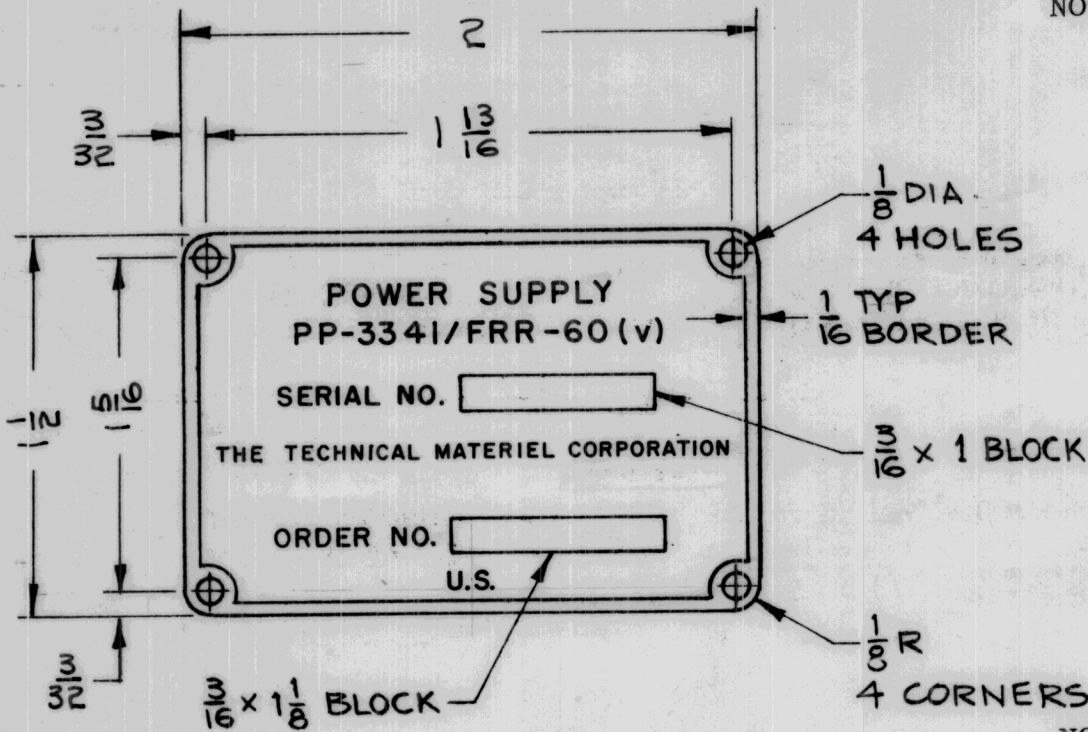 NO
2
3/32
1 13/16
1/8 DIA
4 HOLES
POWER SUPPLY
PP-3341/FRR-60(v)
1/16 TYP
BORDER
1 1/2
1 5/16
SERIAL NO.
THE TECHNICAL MATERIEL CORPORATION
3/16 x 1 BLOCK
ORDER NO.
U.S.
3/32
3/16 x 1 1/8 BLOCK
1/8 R
4 CORNERS